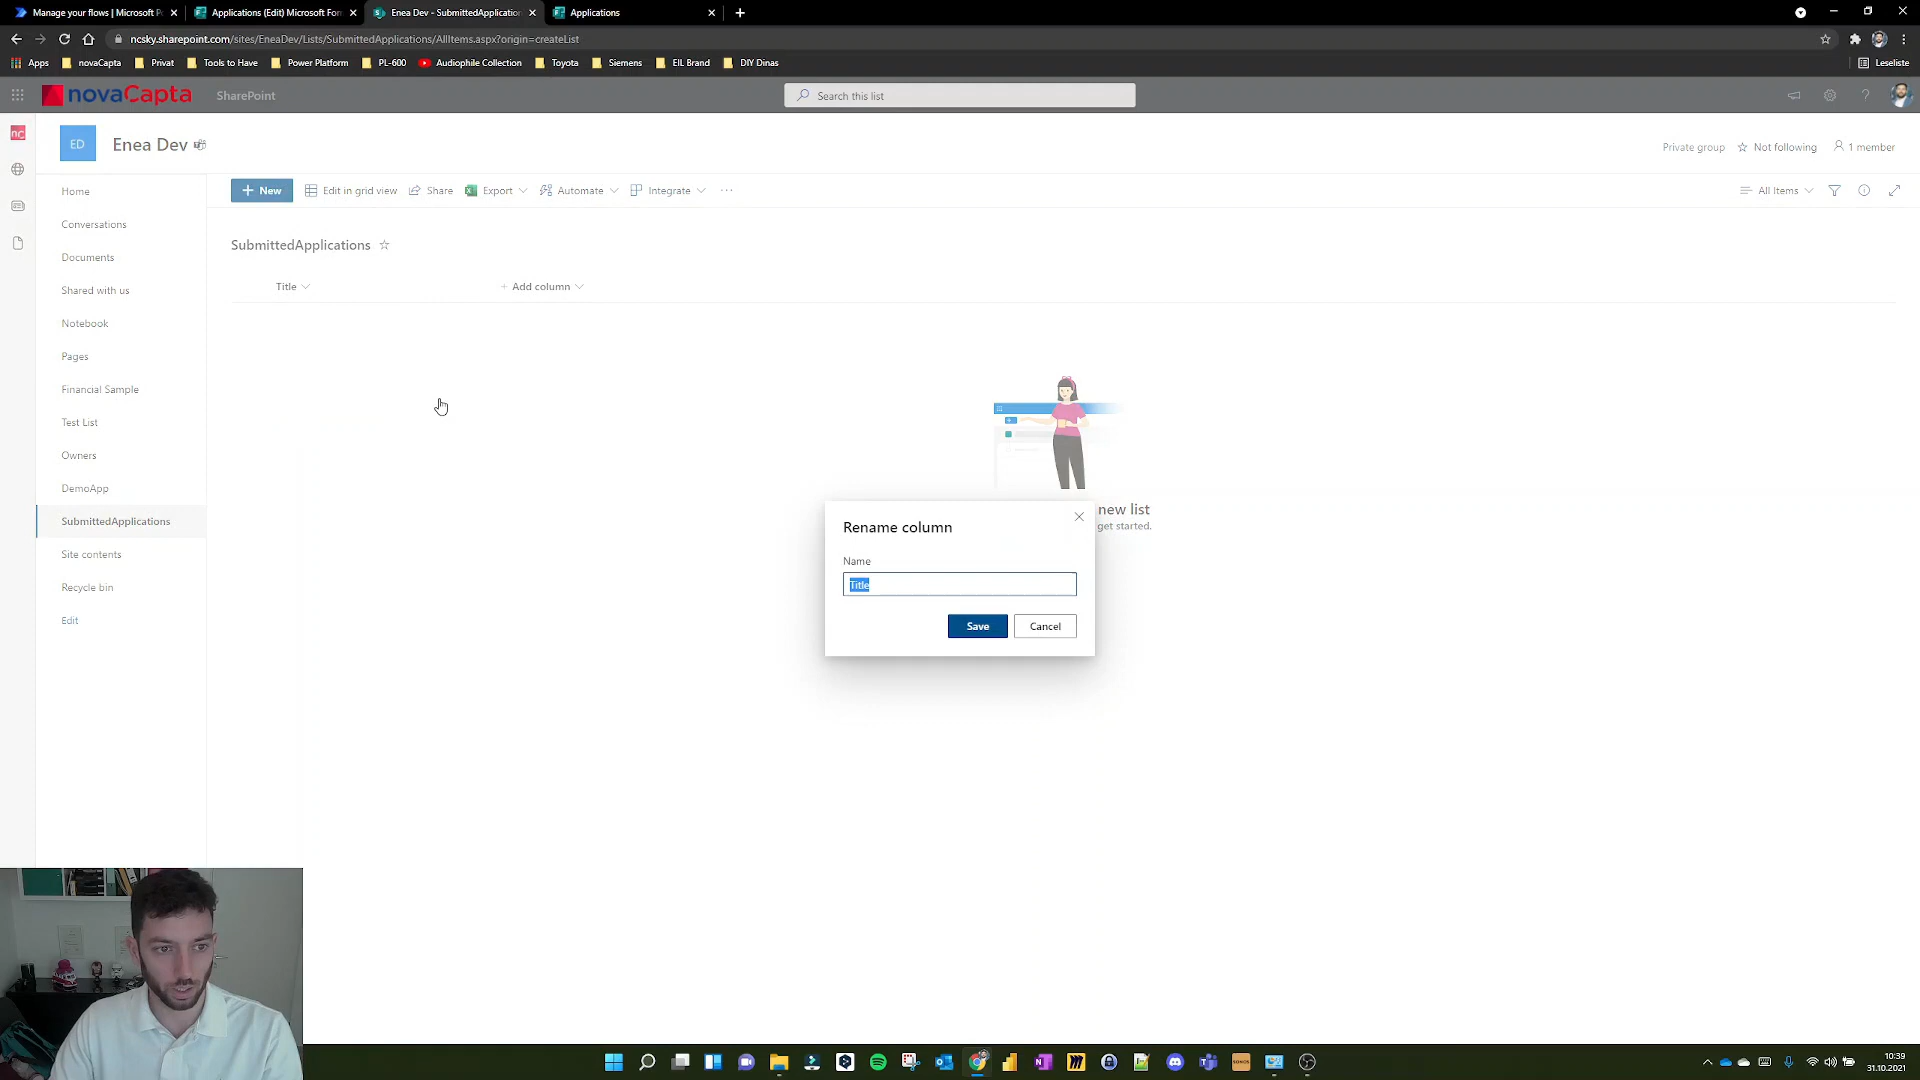 Manage your flows | Microsoft P
Applications (Edit) Microsoft For
Enea Dev - SubmittedApplication
Applications
ncsky.sharepoint.com/sites/EneaDev/Lists/SubmittedApplications/AllItems.aspx?origin=createList
Apps
novaCapta
Privat
Tools to Have
Power Platform
PL-600
Audiophile Collection
Toyota
Siemens
EIL Brand
DIY Dinas
Leseliste
novaCapta
SharePoint
Search this list
?
nc
ED
Enea Dev
Private group
Not following
1 member
Home
Conversations
Documents
Shared with us
Notebook
Pages
Financial Sample
Test List
Owners
DemoApp
SubmittedApplications
Site contents
Recycle bin
Edit
+ New
Edit in grid view
Share
Export
Automate
Integrate
...
All Items
SubmittedApplications
Title
+ Add column
new list
get started.
Rename column
Name
Title
Save
Cancel
10:39
31.10.2021